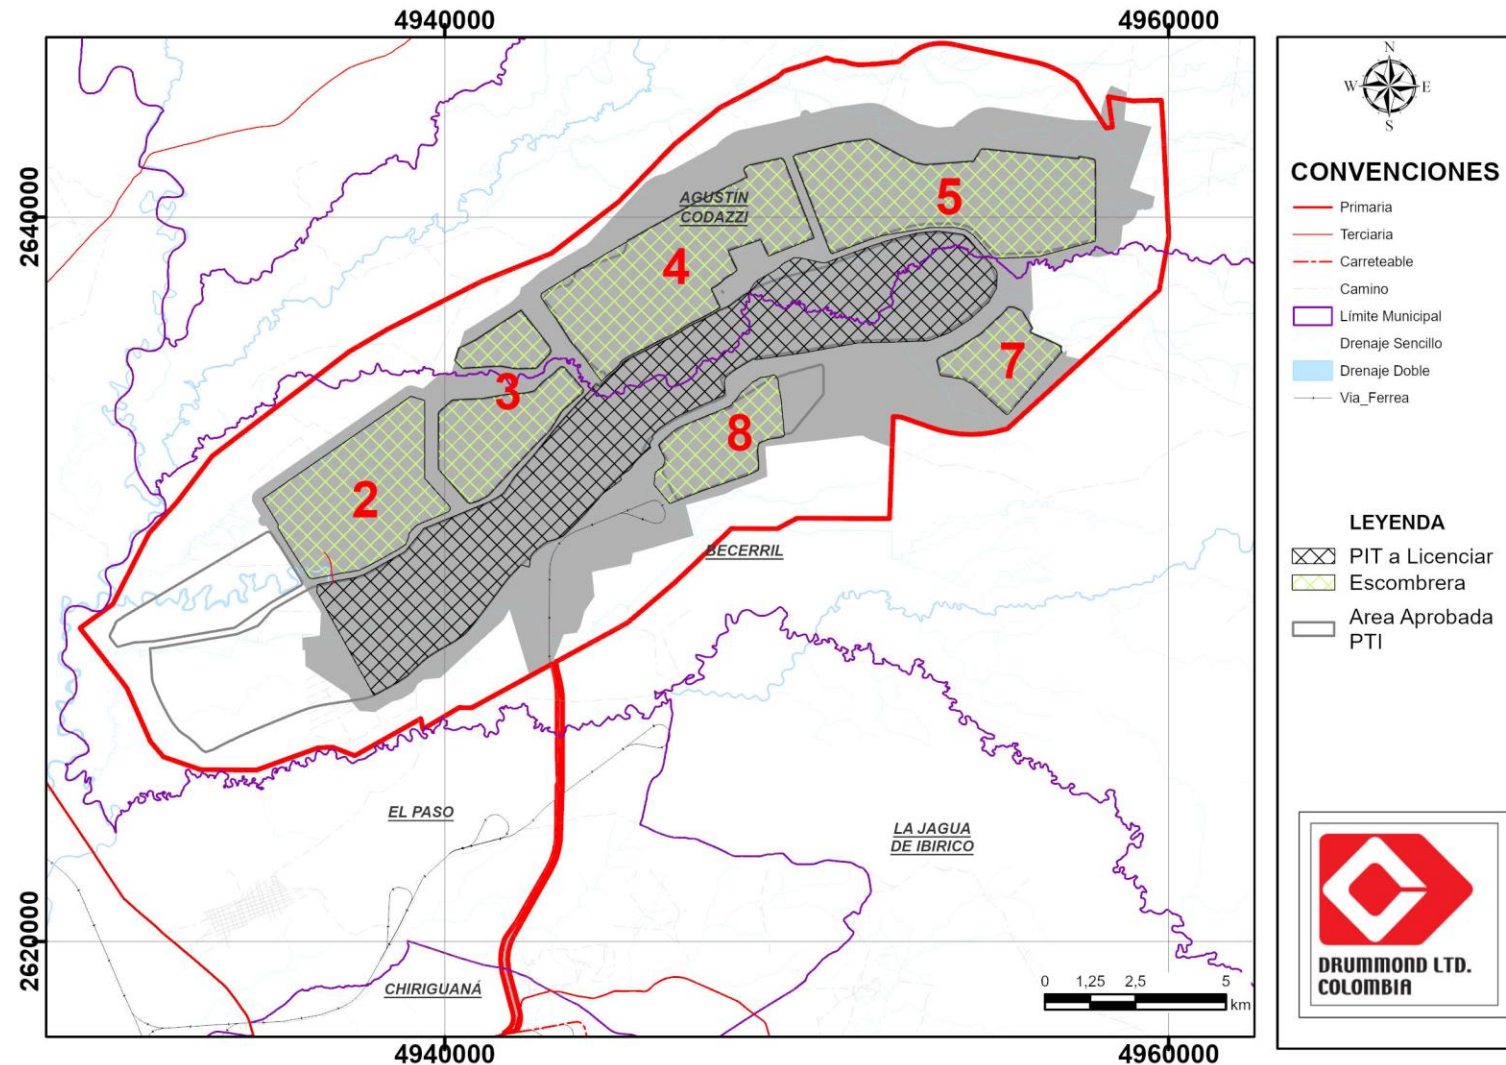 4940000
4960000
2640000
2640000
2620000
AGUSTÍN
CODAZZI
5
4
3
7
2
8
BECERRIL
EL PASO
LA JAGUA
DE IBIRICO
CHIRIGUANÁ
0 1,25 2,5 5
km
4940000
4960000
N
W E
S
CONVENCIONES
Primaria
Terciaria
Carreteable
Camino
Límite Municipal
Drenaje Sencillo
Drenaje Doble
Via_Ferrea
LEYENDA
PIT a Licenciar
Escombrera
Area Aprobada
PTI
DRUMMOND LTD.
COLOMBIA